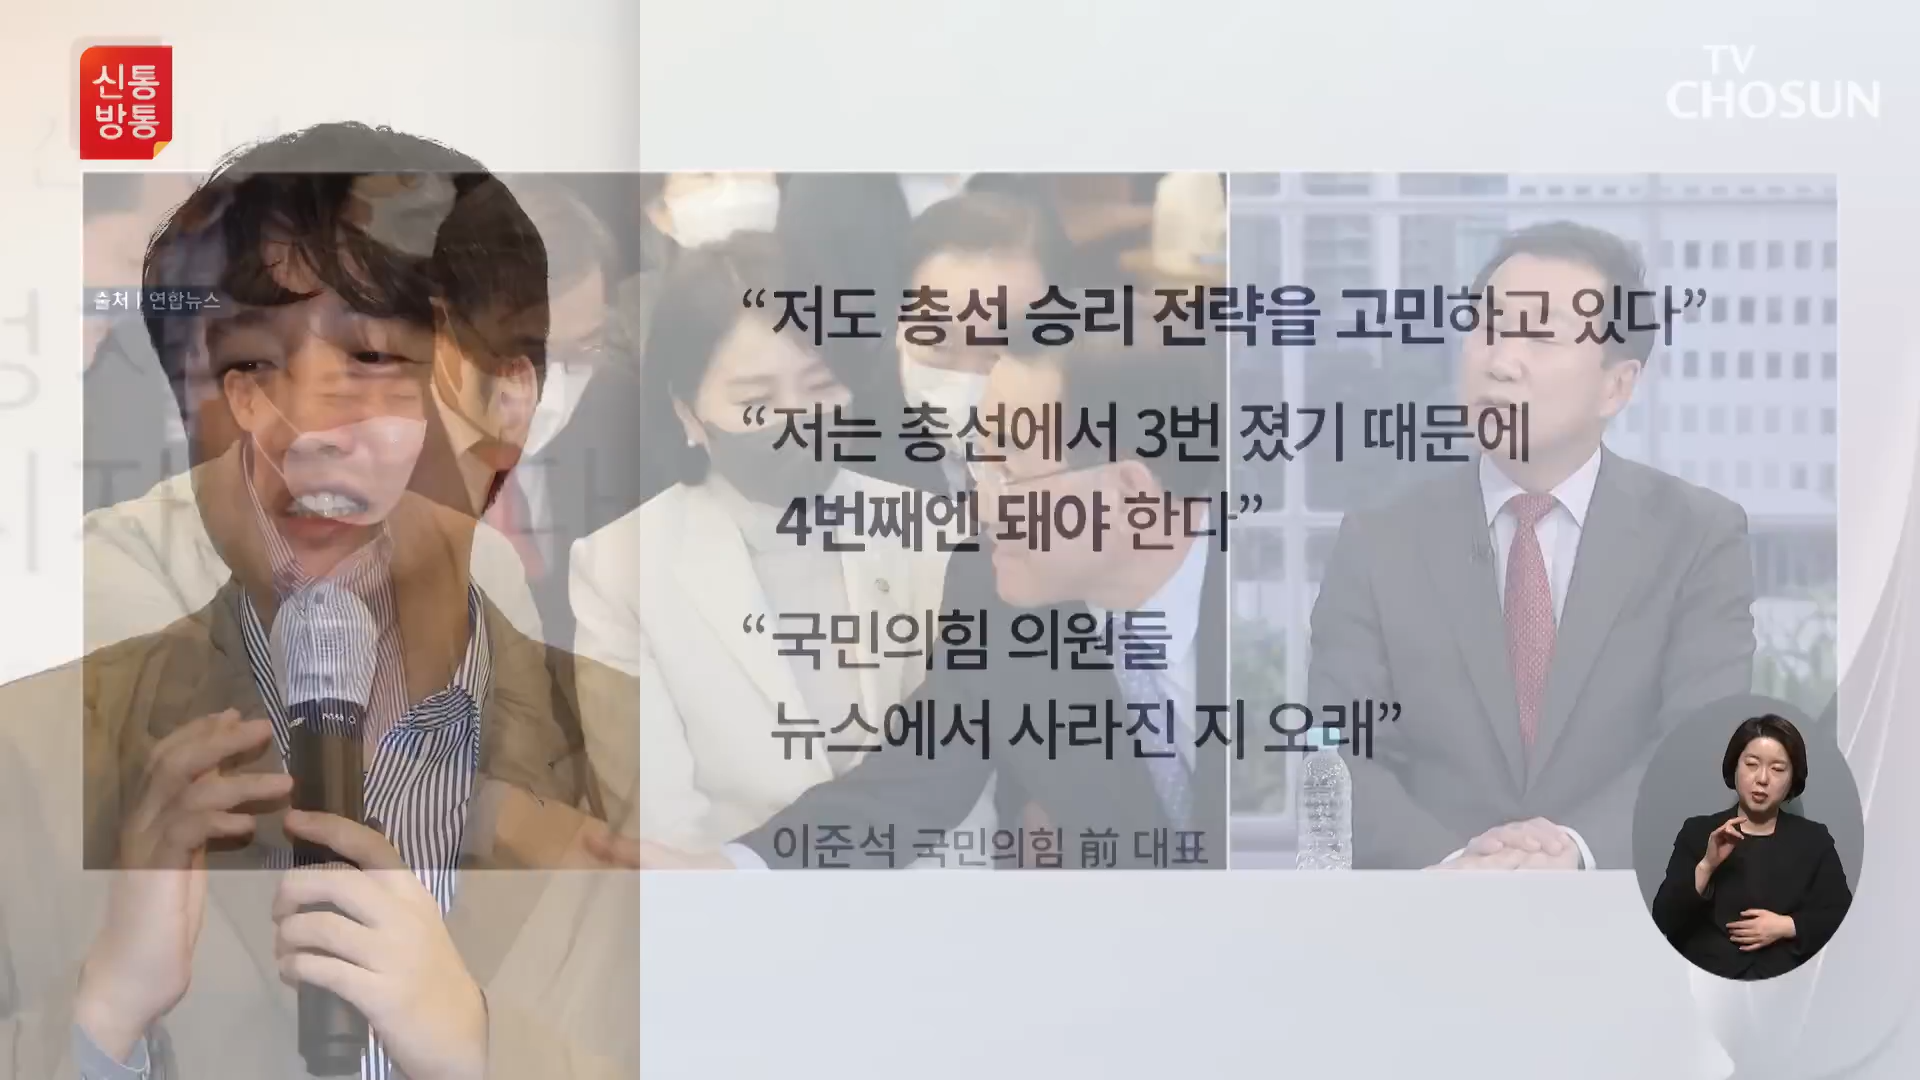 신통
방통
TV
CHOSUN
출처 | 연합뉴스
“저도 총선 승리 전략을 고민하고 있다”
“저는 총선에서 3번 졌기 때문에
4번째엔 돼야 한다”
“국민의힘 의원들
뉴스에서 사라진 지 오래”
이준석 국민의힘 前 대표